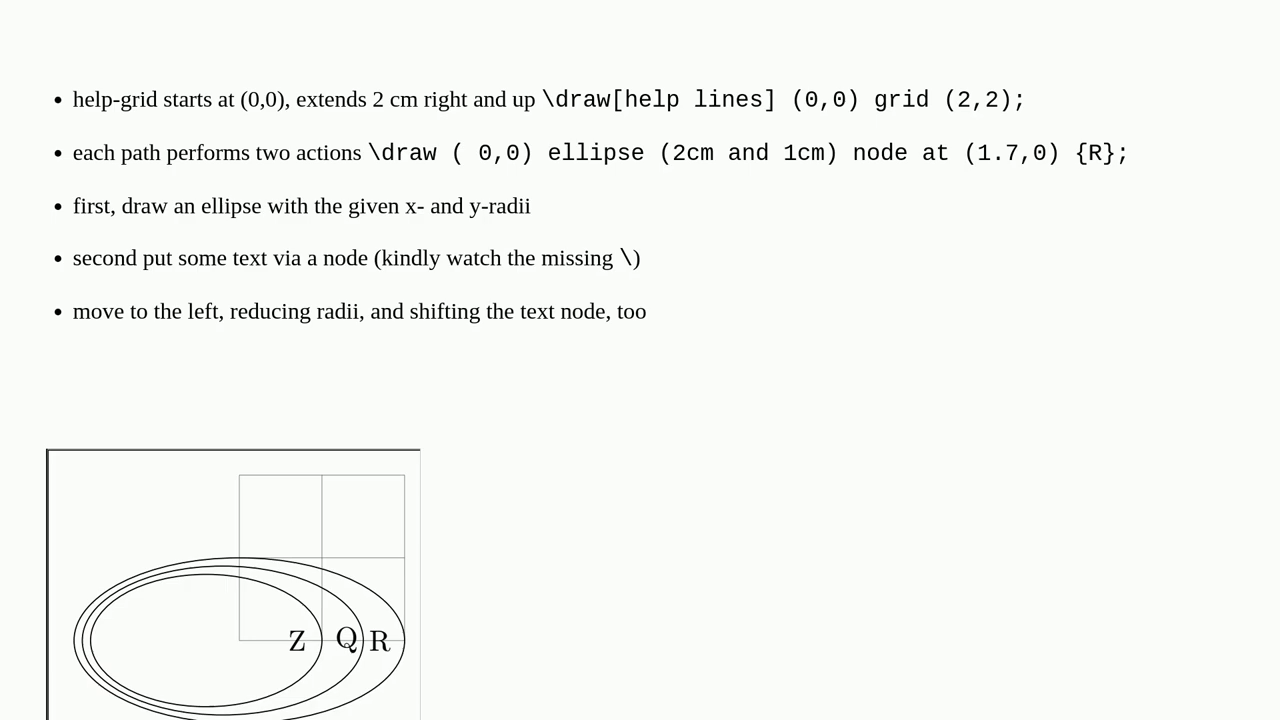 • help-grid starts at (0,0), extends 2 cm right and up \draw[help lines] (0,0) grid (2,2);
• each path performs two actions \draw ( 0,0) ellipse (2cm and 1cm) node at (1.7,0) {R};
• first, draw an ellipse with the given x- and y-radii
• second put some text via a node (kindly watch the missing \)
• move to the left, reducing radii, and shifting the text node, too
Z Q R